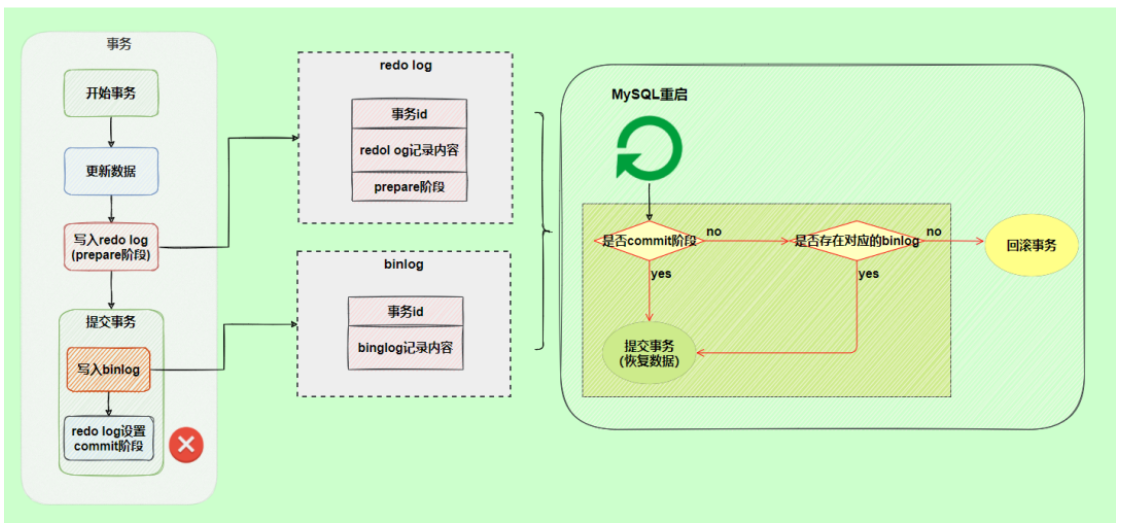 事务
开始事务
更新数据
写入redo log
(prepare阶段)
提交事务
写入binlog
redo log设置
commit阶段
redo log
事务id
redol og记录内容
prepare阶段
binlog
事务id
binglog记录内容
MySQL重启
是否commit阶段
no
是否存在对应的binlog
no
回滚事务
yes
yes
提交事务
(恢复数据)